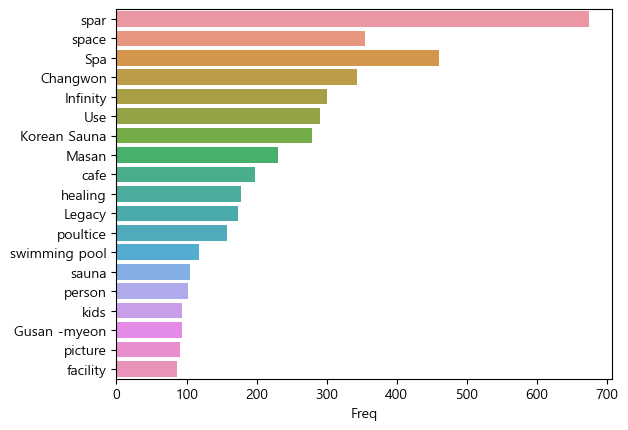 spar
space
Spa
Changwon
Infinity
Use
Korean Sauna
Masan
cafe
healing
Legacy
poultice
swimming pool
sauna
person
kids
Gusan -myeon
picture
facility
0 100 200 300 400 500 600 700
Freq